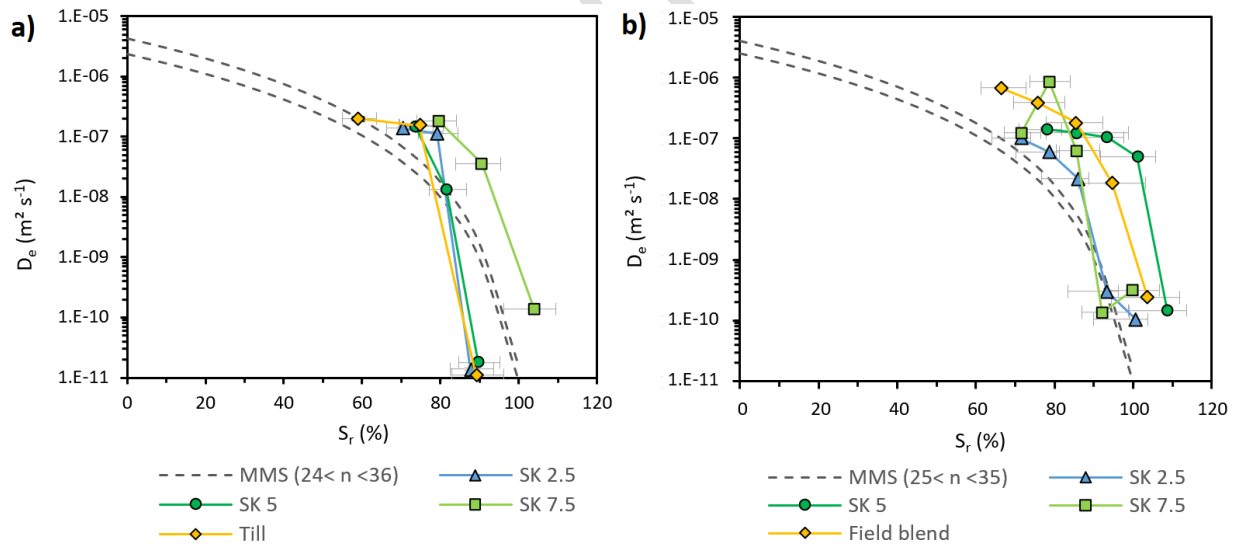 a)
1.E-05
1.E-06
1.E-07
1.E-08
1.E-09
1.E-10
1.E-11
Dₑ (m² s⁻¹)
0 20 40 60 80 100 120
Sᵣ (%)
MMS (24< n <36) SK 2.5
SK 5 SK 7.5
Till
b)
1.E-05
1.E-06
1.E-07
1.E-08
1.E-09
1.E-10
1.E-11
Dₑ (m² s⁻¹)
0 20 40 60 80 100 120
Sᵣ (%)
MMS (25< n <35) SK 2.5
SK 5 SK 7.5
Field blend